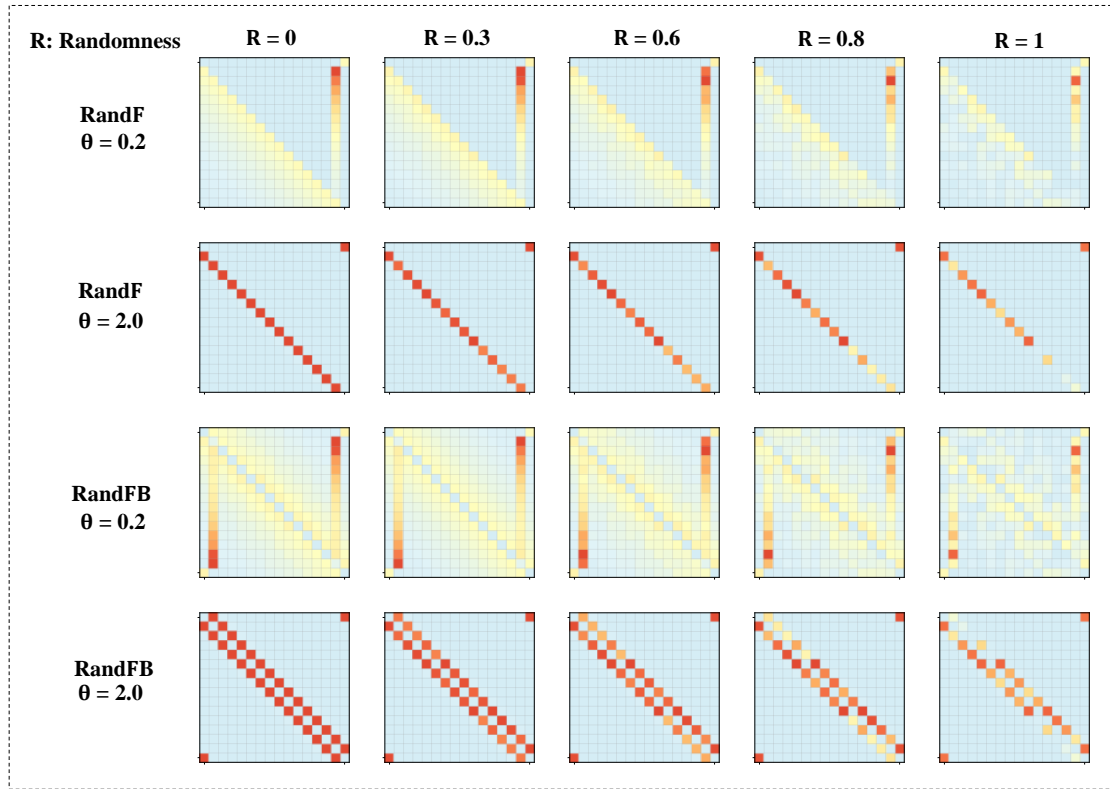 R: Randomness
R = 0
R = 0.3
R = 0.6
R = 0.8
R = 1
RandF
θ = 0.2
RandF
θ = 2.0
RandFB
θ = 0.2
RandFB
θ = 2.0